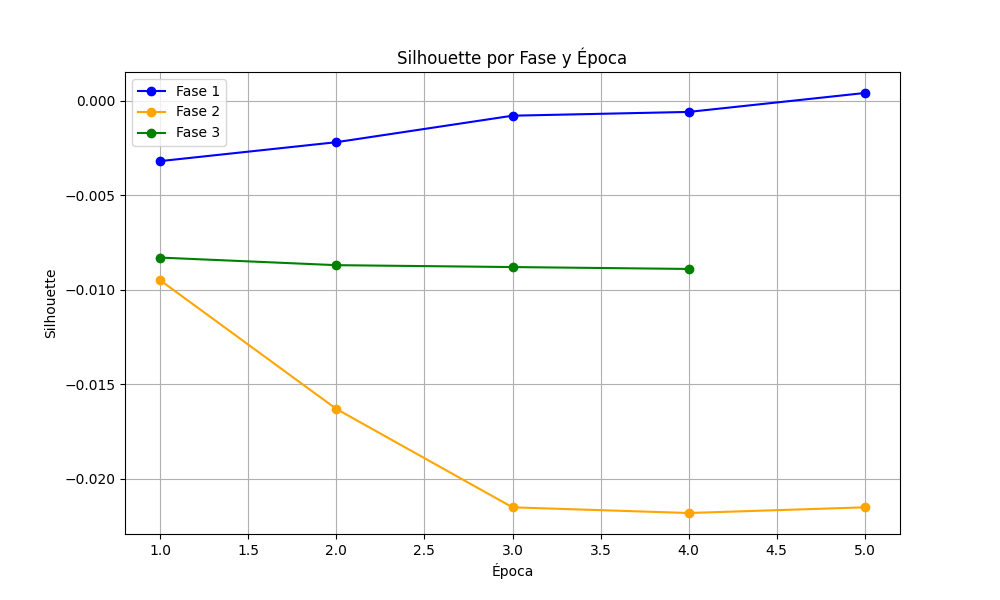 Silhouette por Fase y Época
Fase 1
Fase 2
Fase 3
0.000
−0.005
−0.010
−0.015
−0.020
Silhouette
1.0 1.5 2.0 2.5 3.0 3.5 4.0 4.5 5.0
Época